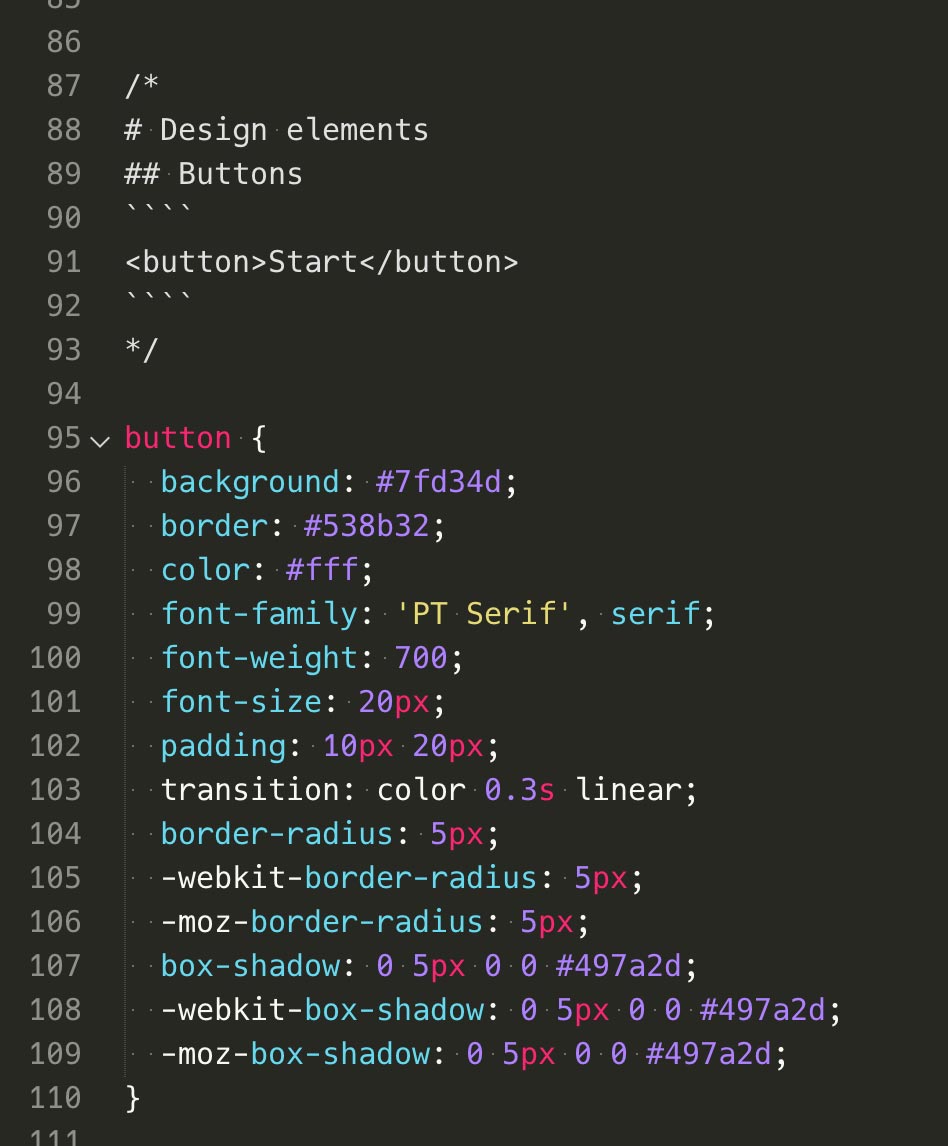 85
86
87 /*
88 # Design elements
89 ## Buttons
90 ````
91 <button>Start</button>
92 ````
93 */
94
95 button {
96   background: #7fd34d;
97   border: #538b32;
98   color: #fff;
99   font-family: 'PT Serif', serif;
100   font-weight: 700;
101   font-size: 20px;
102   padding: 10px 20px;
103   transition: color 0.3s linear;
104   border-radius: 5px;
105   -webkit-border-radius: 5px;
106   -moz-border-radius: 5px;
107   box-shadow: 0 5px 0 0 #497a2d;
108   -webkit-box-shadow: 0 5px 0 0 #497a2d;
109   -moz-box-shadow: 0 5px 0 0 #497a2d;
110 }
111